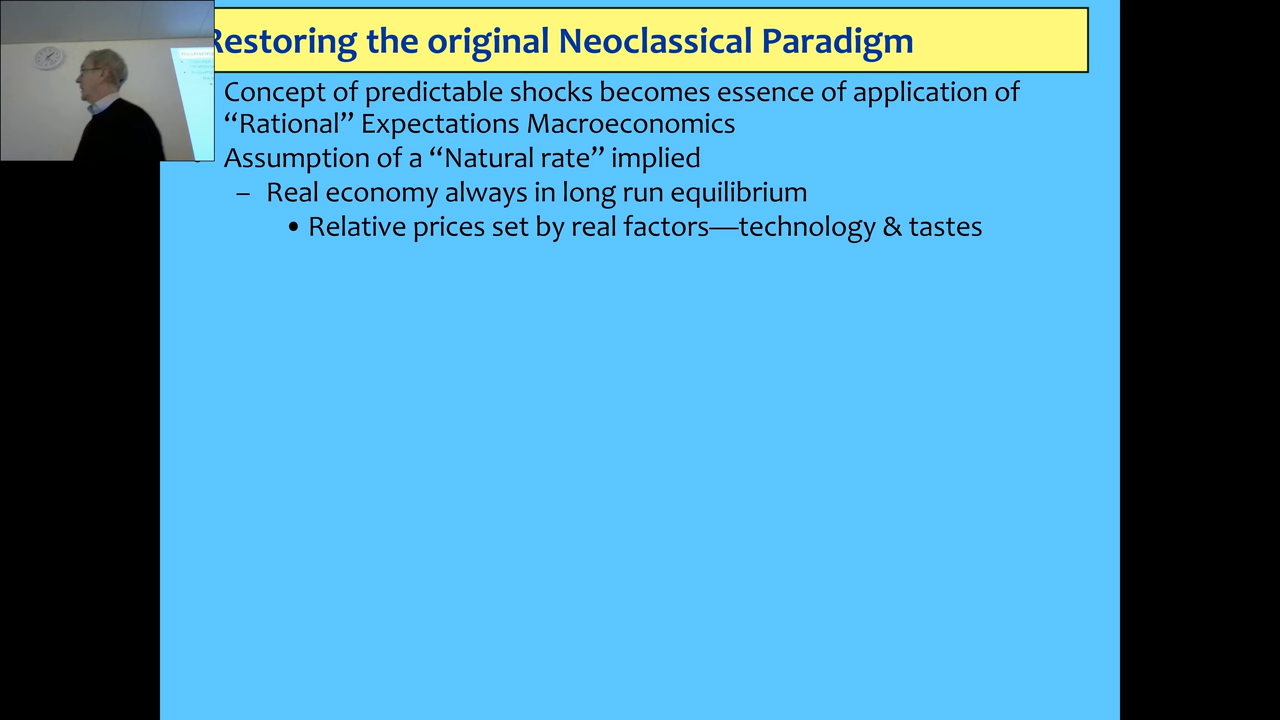 Restoring the original Neoclassical Paradigm
Concept of predictable shocks becomes essence of application of
“Rational” Expectations Macroeconomics
• Assumption of a “Natural rate” implied
– Real economy always in long run equilibrium
• Relative prices set by real factors—technology & tastes